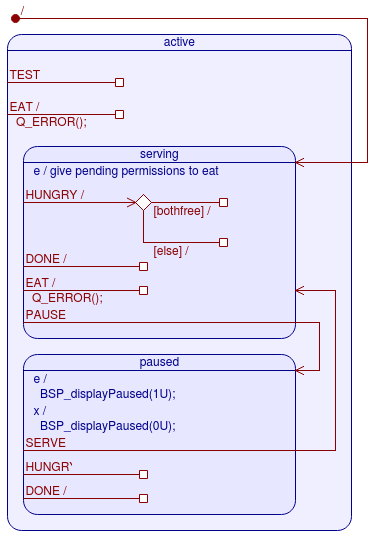 /
active
TEST
EAT /
Q_ERROR();
serving
e / give pending permissions to eat
HUNGRY /
[bothfree] /
[else] /
DONE /
EAT /
Q_ERROR();
PAUSE
paused
e /
BSP_displayPaused(1U);
x /
BSP_displayPaused(0U);
SERVE
HUNGRY
DONE /